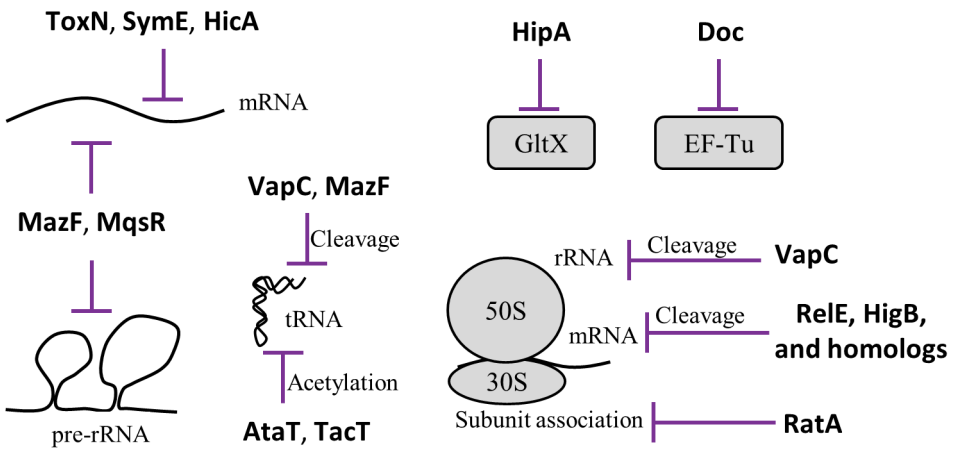 ToxN, SymE, HicA
mRNA
MazF, MqsR
pre-rRNA
VapC, MazF
Cleavage
tRNA
Acetylation
AtaT, TacT
HipA
GltX
Doc
EF-Tu
rRNA
Cleavage
VapC
50S
mRNA
Cleavage
RelE, HigB,
and homologs
30S
Subunit association
RatA